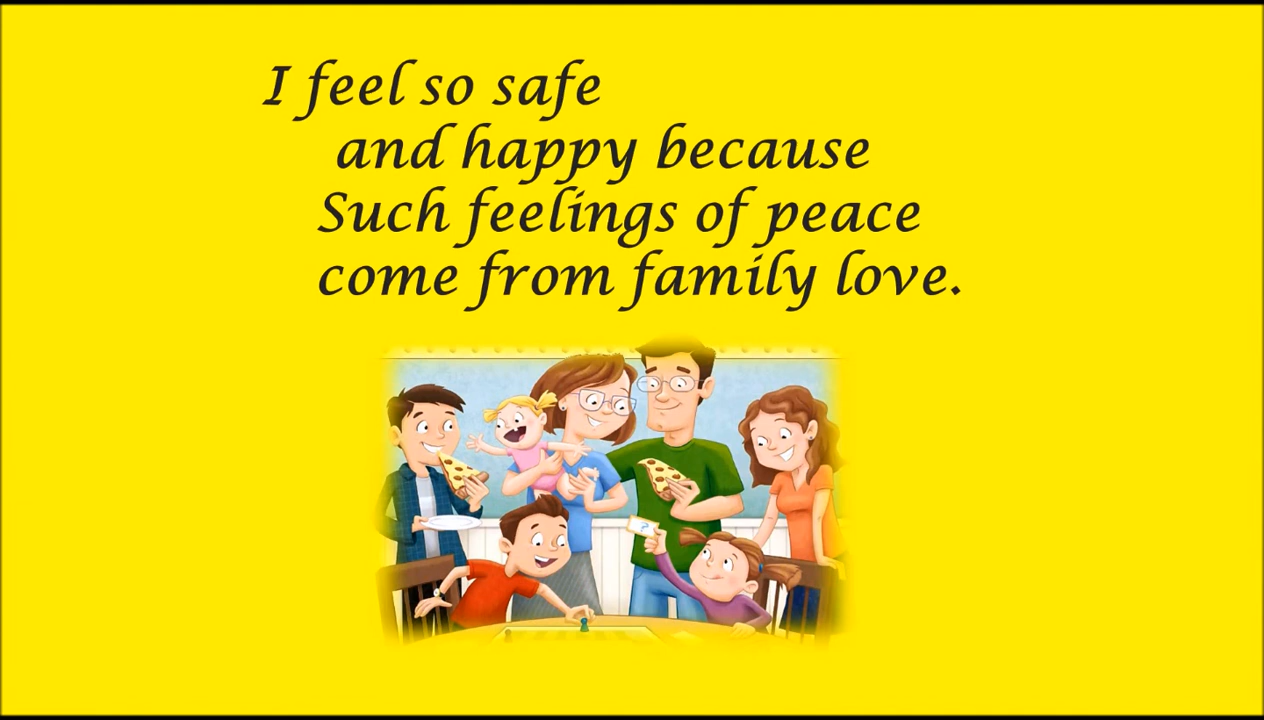 I feel so safe
and happy because
Such feelings of peace
come from family love.
?